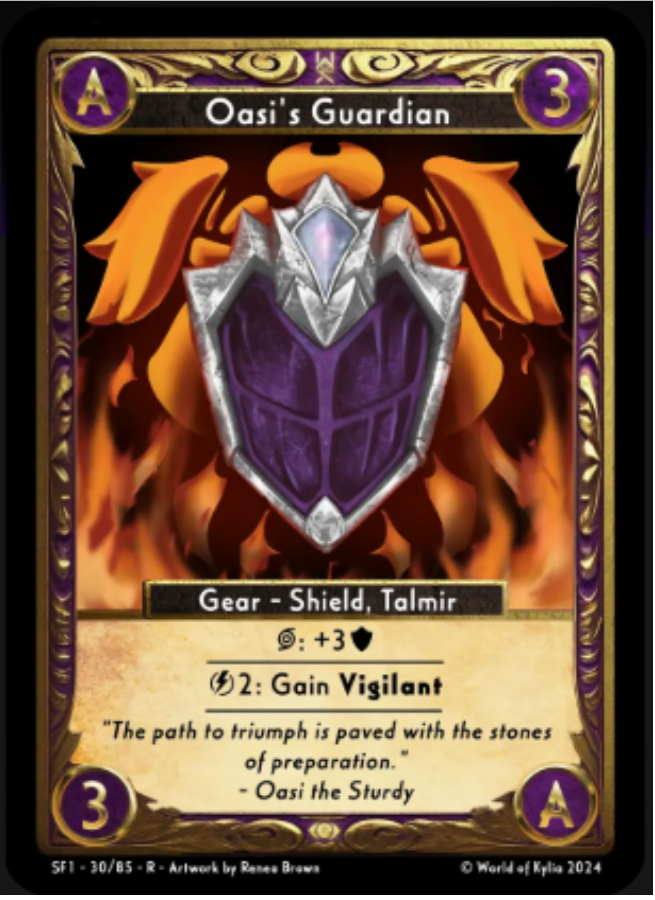 A
3
Oasi's Guardian
Gear - Shield, Talmir
: +3
2: Gain Vigilant
"The path to triumph is paved with the stones
of preparation."
- Oasi the Sturdy
3
A
SF1 - 30/85 - R - Artwork by Renea Brown
© World of Kylia 2024